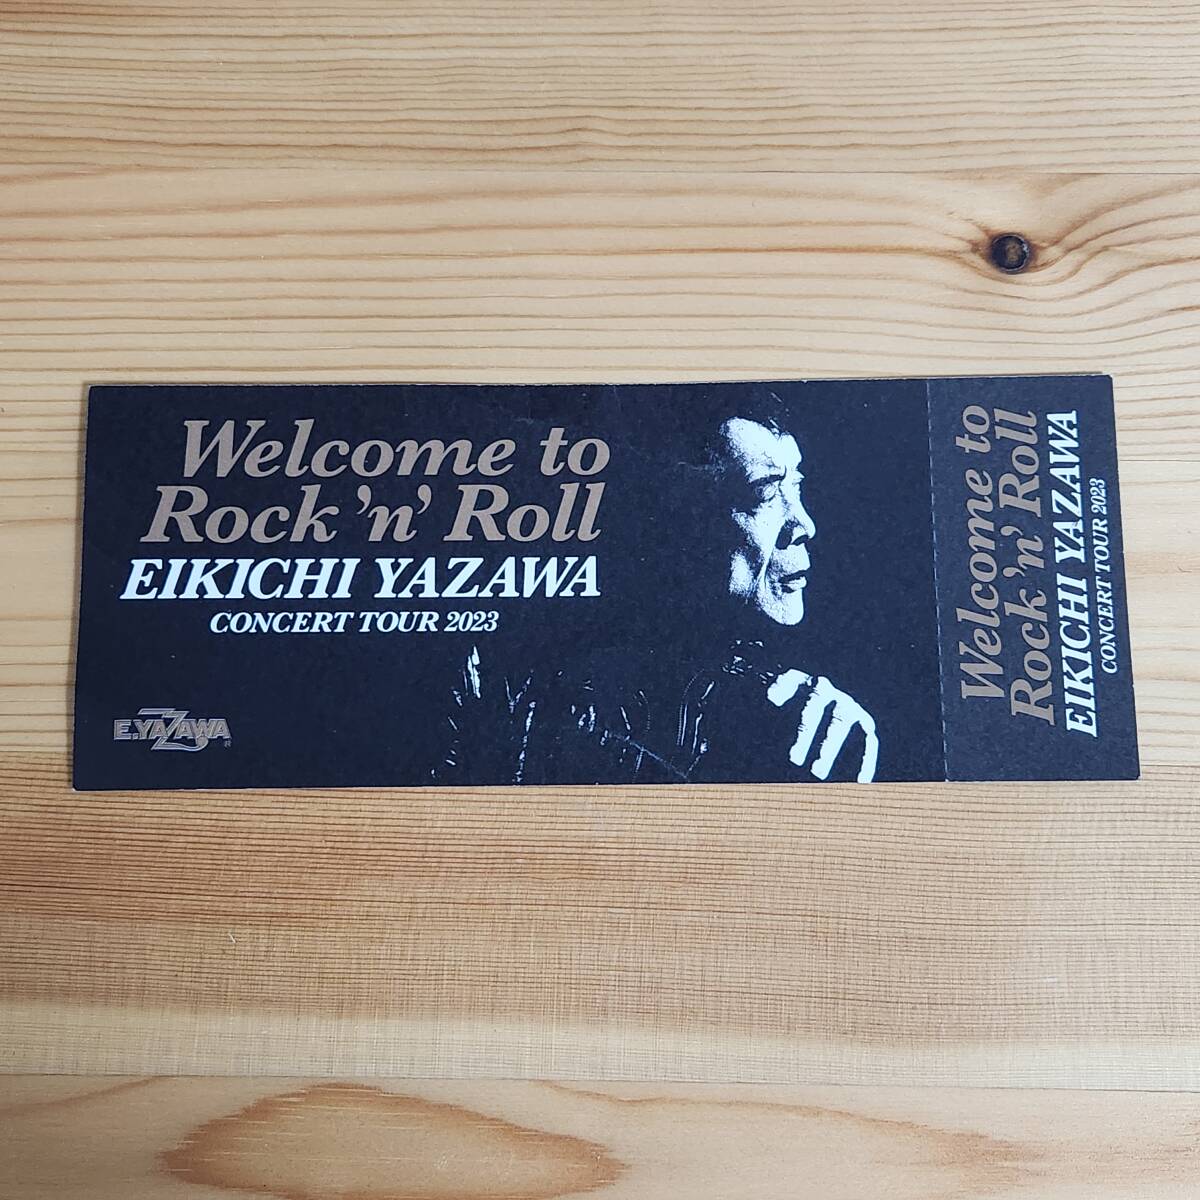 Welcome to
Rock 'n' Roll
EIKICHI YAZAWA
CONCERT TOUR 2023
E.YAZAWA
®
Welcome to
Rock 'n' Roll
EIKICHI YAZAWA
CONCERT TOUR 2023